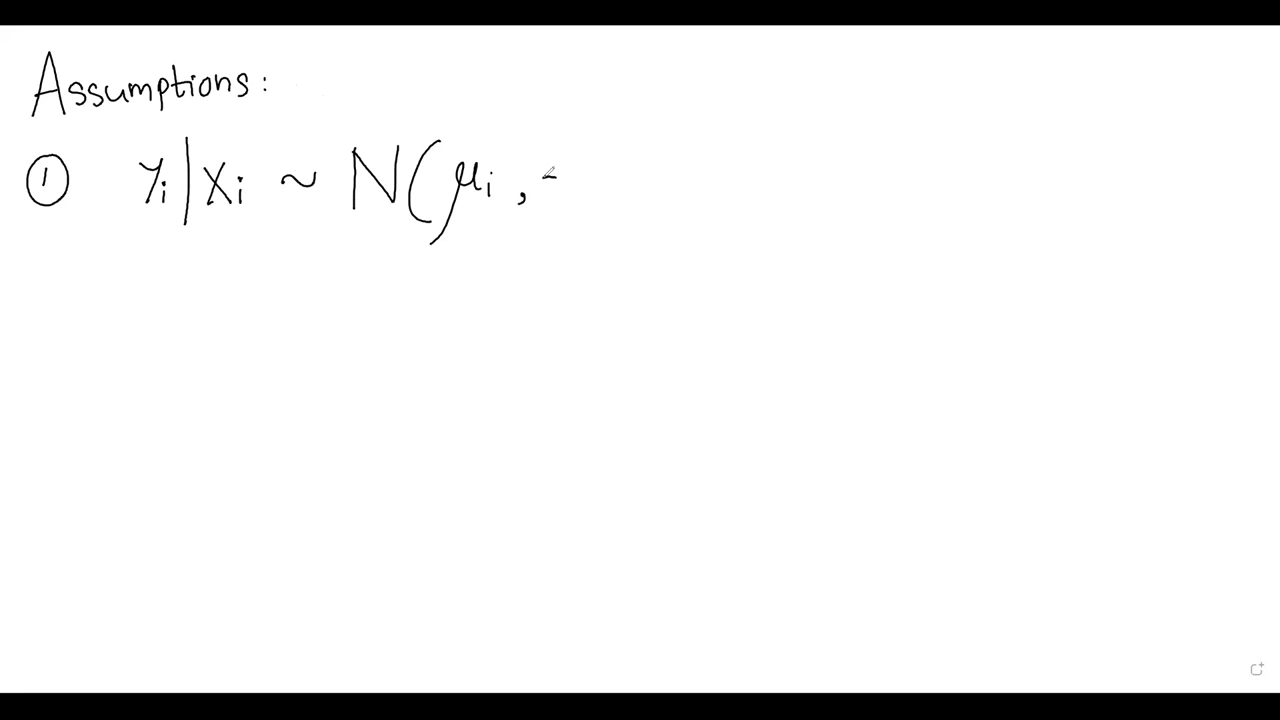 Assumptions:
① Yi|Xi ~ N(μi,